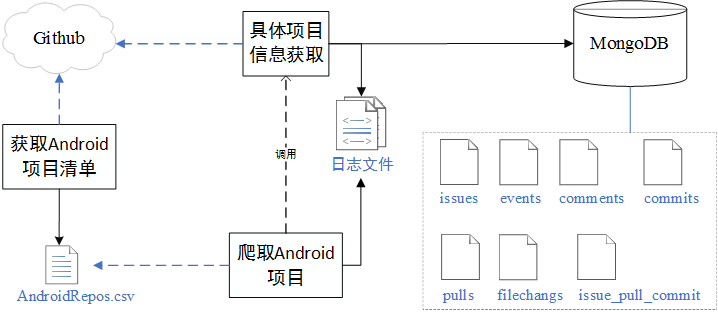 Github
具体项目
信息获取
MongoDB
获取Android
项目清单
调用
日志文件
issues
events
comments
commits
爬取Android
项目
AndroidRepos.csv
pulls
filechangs
issue_pull_commit